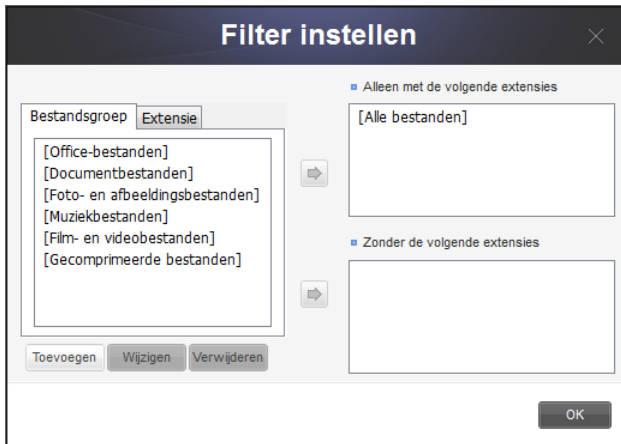 Filter instellen
Bestandsgroep
Extensie
[Office-bestanden]
[Documentbestanden]
[Foto- en afbeeldingsbestanden]
[Muziekbestanden]
[Film- en videobestanden]
[Gecomprimeerde bestanden]
Toevoegen
Wijzigen
Verwijderen
Alleen met de volgende extensies
[Alle bestanden]
Zonder de volgende extensies
OK